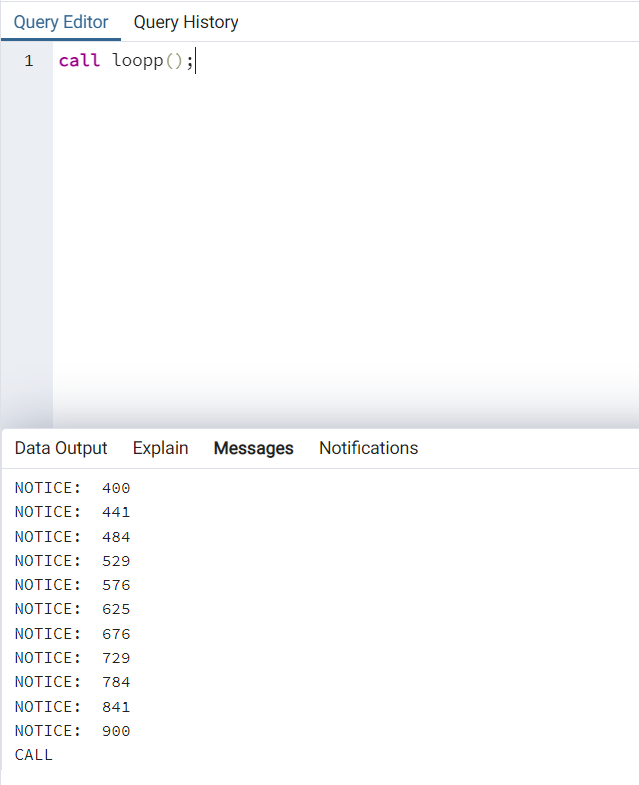 Query Editor Query History
1 call loopp();
Data Output Explain Messages Notifications
NOTICE:  400
NOTICE:  441
NOTICE:  484
NOTICE:  529
NOTICE:  576
NOTICE:  625
NOTICE:  676
NOTICE:  729
NOTICE:  784
NOTICE:  841
NOTICE:  900
CALL